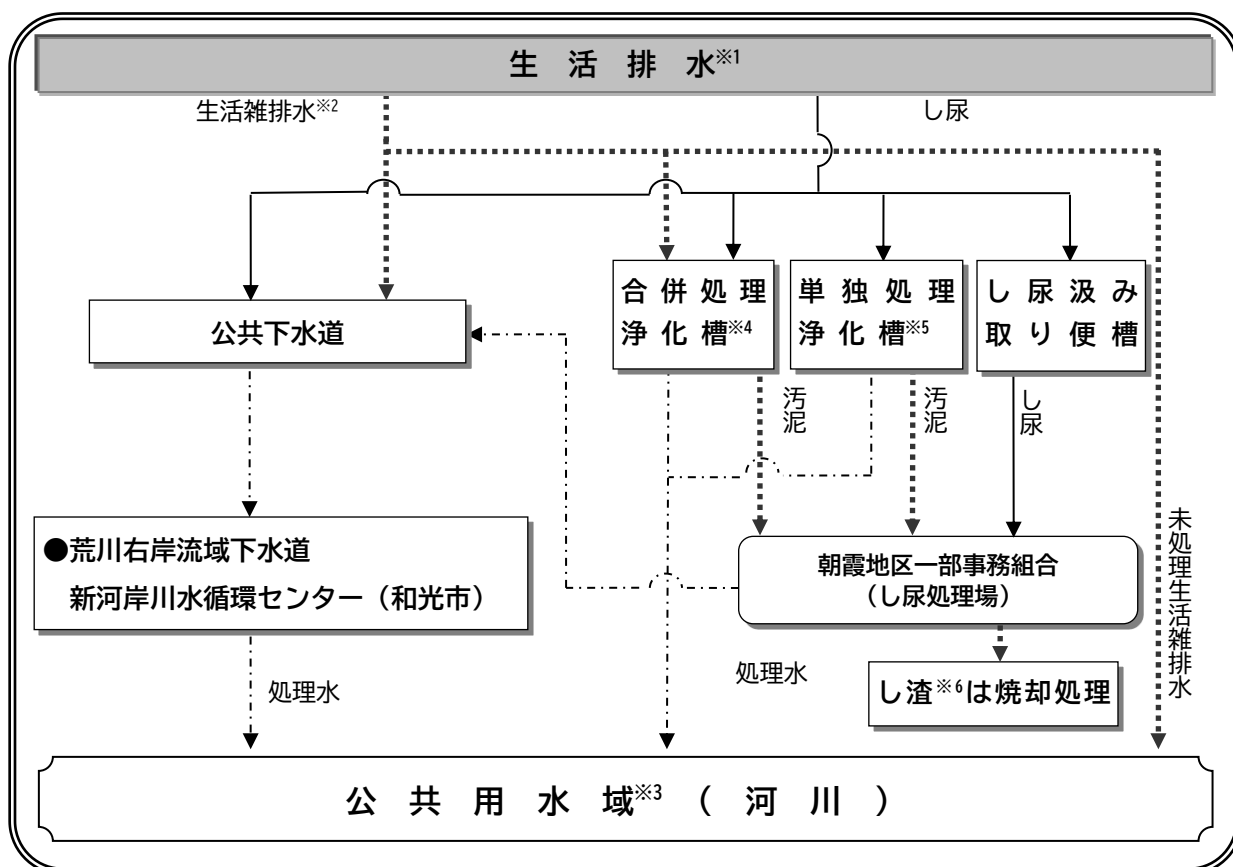 生活排水※1
生活雑排水※2
し尿
合併処理
浄化槽※4
単独処理
浄化槽※5
し尿汲み
取り便槽
公共下水道
汚泥
汚泥
し尿
●荒川右岸流域下水道
新河岸川水循環センター（和光市）
朝霞地区一部事務組合
（し尿処理場）
未処理生活雑排水
処理水
処理水
し渣※6は焼却処理
公共用水域※3（河川）